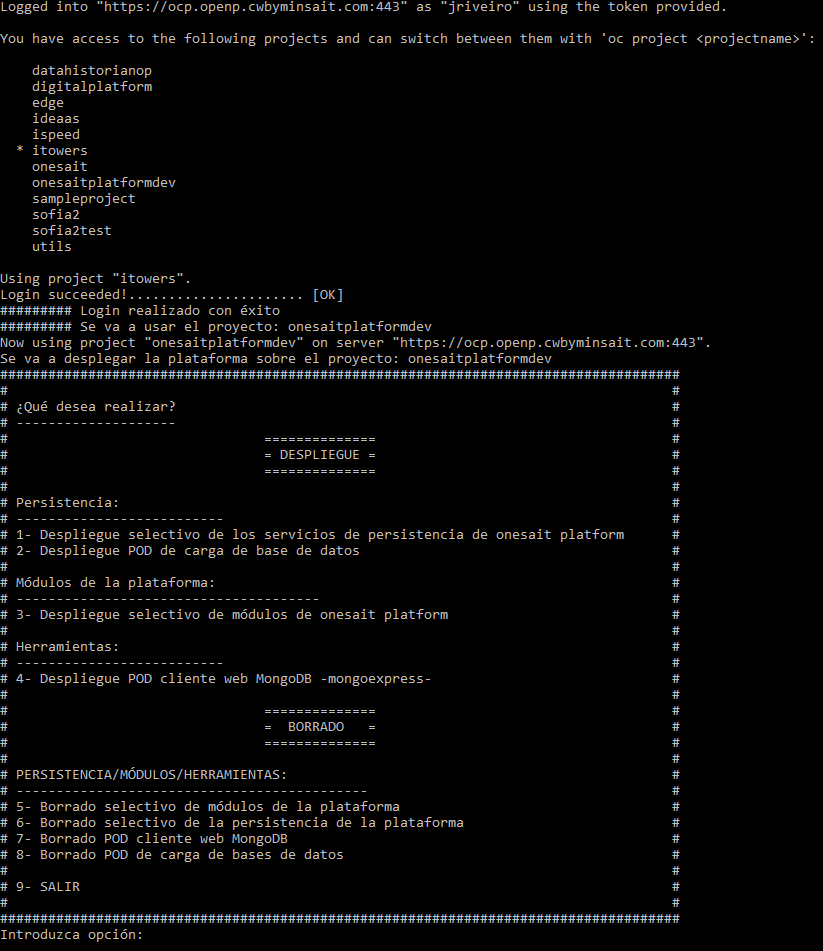 Logged into "https://ocp.openp.cwbyminsait.com:443" as "jriveiro" using the token provided.
You have access to the following projects and can switch between them with 'oc project <projectname>':
datahistorianop
digitalplatform
edge
ideaas
ispeed
* itowers
onesait
onesaitplatformdev
sampleproject
sofia2
sofia2test
utils
Using project "itowers".
Login succeeded!...................... [OK]
######### Login realizado con éxito
######### Se va a usar el proyecto: onesaitplatformdev
Now using project "onesaitplatformdev" on server "https://ocp.openp.cwbyminsait.com:443".
Se va a desplegar la plataforma sobre el proyecto: onesaitplatformdev
#####################################################################################
# #
# ¿Qué desea realizar? #
# -------------------- #
# ============== #
# = DESPLIEGUE = #
# ============== #
# #
# Persistencia: #
# -------------------------- #
# 1- Despliegue selectivo de los servicios de persistencia de onesait platform #
# 2- Despliegue POD de carga de base de datos #
# #
# Módulos de la plataforma: #
# -------------------------------------- #
# 3- Despliegue selectivo de módulos de onesait platform #
# #
# Herramientas: #
# -------------------------- #
# 4- Despliegue POD cliente web MongoDB -mongoexpress- #
# #
# ============== #
# = BORRADO = #
# ============== #
# #
# PERSISTENCIA/MÓDULOS/HERRAMIENTAS: #
# -------------------------------------------- #
# 5- Borrado selectivo de módulos de la plataforma #
# 6- Borrado selectivo de la persistencia de la plataforma #
# 7- Borrado POD cliente web MongoDB #
# 8- Borrado POD de carga de bases de datos #
# #
# 9- SALIR #
# #
#####################################################################################
Introduzca opción: